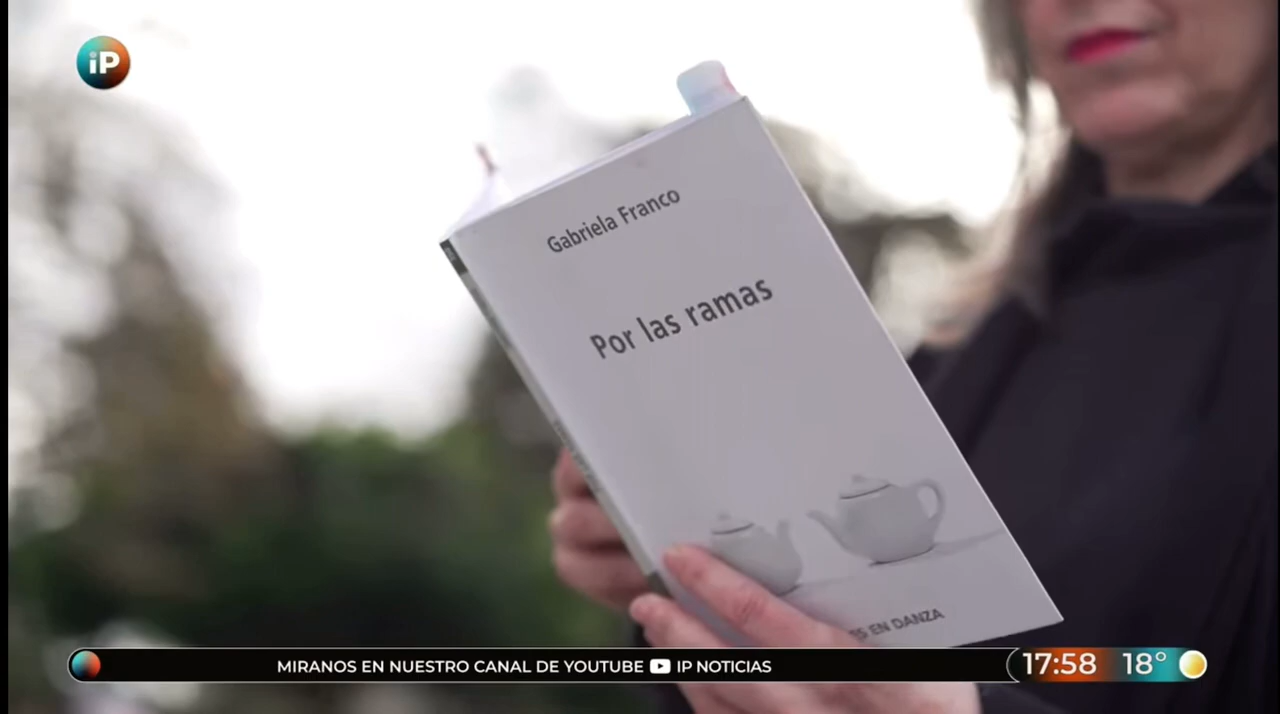 iP
Gabriela Franco
Por las ramas
EN DANZA
MIRANOS EN NUESTRO CANAL DE YOUTUBE IP NOTICIAS
17:58 18°